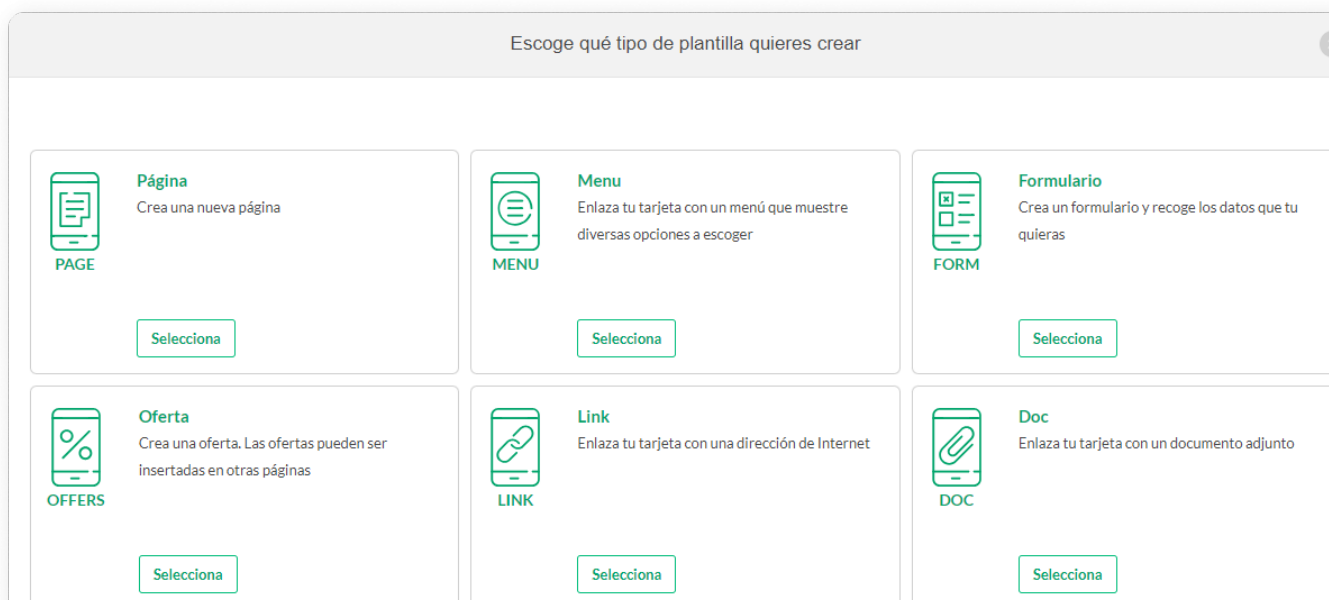 Escoge qué tipo de plantilla quieres crear
Página
Crea una nueva página
PAGE
Selecciona
Menu
Enlaza tu tarjeta con un menú que muestre
diversas opciones a escoger
MENU
Selecciona
Formulario
Crea un formulario y recoge los datos que tu
quieras
FORM
Selecciona
Oferta
Crea una oferta. Las ofertas pueden ser
insertadas en otras páginas
OFFERS
Selecciona
Link
Enlaza tu tarjeta con una dirección de Internet
LINK
Selecciona
Doc
Enlaza tu tarjeta con un documento adjunto
DOC
Selecciona